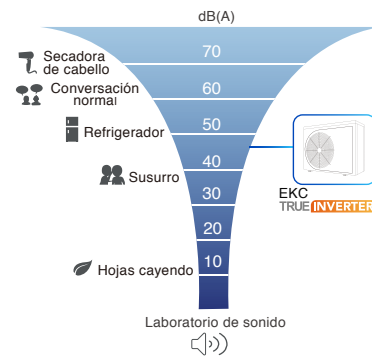 dB(A)
70
Secadora
de cabello
60
Conversación
normal
50
Refrigerador
40
Susurro
30
EKC
TRUE INVERTER
20
10
Hojas cayendo
Laboratorio de sonido